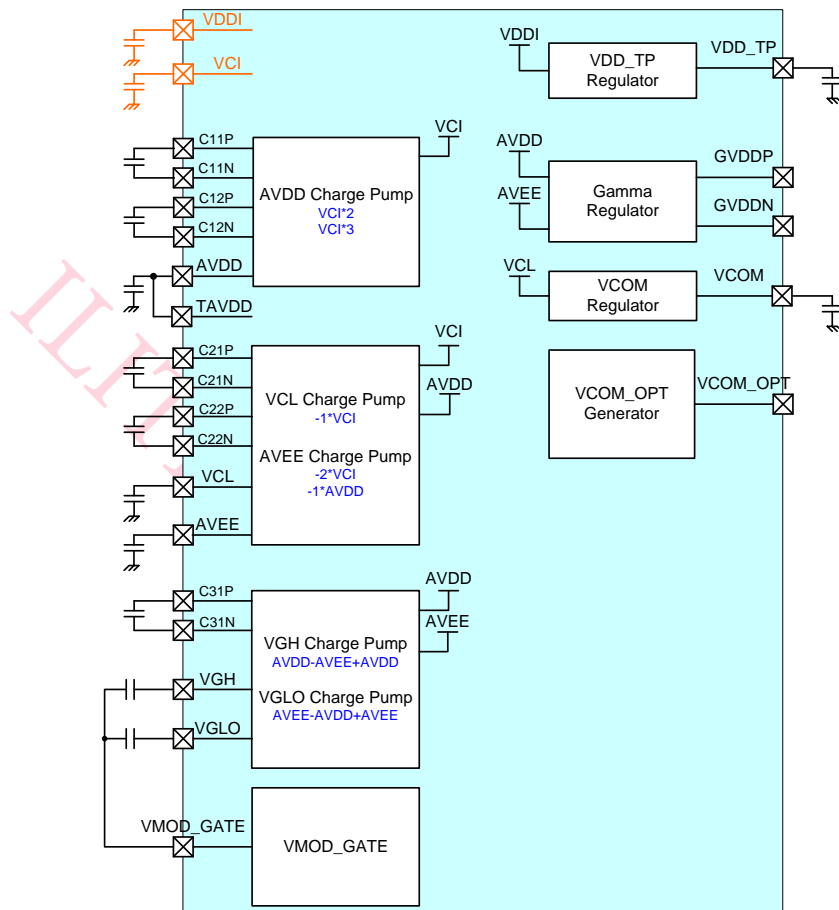 VDDI
VCI
C11P
C11N
C12P
C12N
AVDD
TAVDD
AVDD Charge Pump
VCI*2
VCI*3
VCI
C21P
C21N
C22P
C22N
VCL
AVEE
VCL Charge Pump
-1*VCI
AVEE Charge Pump
-2*VCI
-1*AVDD
VCI
AVDD
C31P
C31N
VGH
VGLO
VGH Charge Pump
AVDD-AVEE+AVDD
VGLO Charge Pump
AVEE-AVDD+AVEE
AVDD
AVEE
VMOD_GATE
VMOD_GATE
VDDI
VDD_TP
Regulator
VDD_TP
AVDD
AVEE
Gamma
Regulator
GVDDP
GVDDN
VCL
VCOM
Regulator
VCOM
VCOM_OPT
Generator
VCOM_OPT